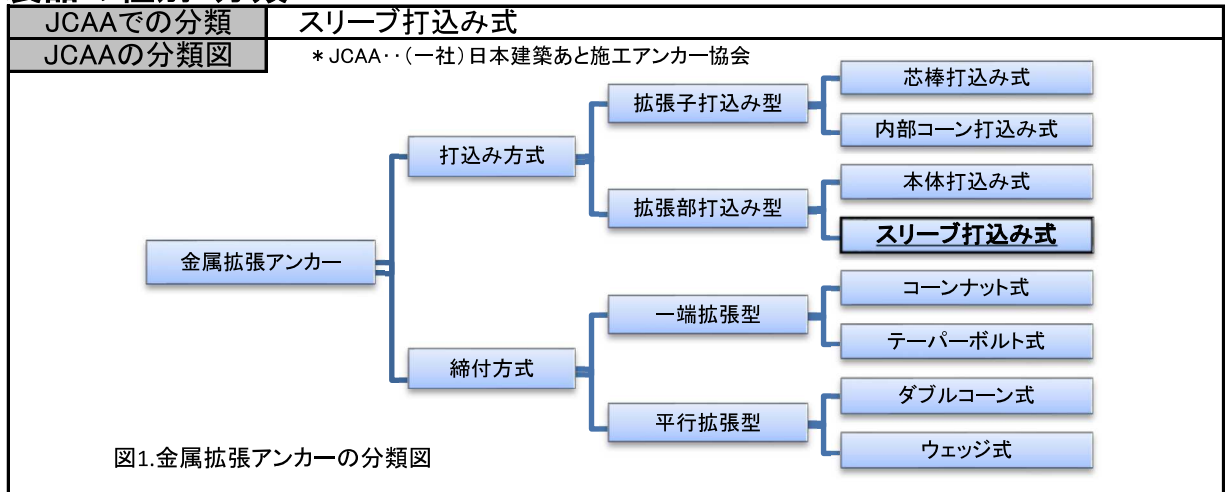 JCAAでの分類 スリーブ打込み式
JCAAの分類図 ＊JCAA‥（一社）日本建築あと施工アンカー協会
芯棒打込み式
拡張子打込み型
内部コーン打込み式
打込み方式
本体打込み式
拡張部打込み型
スリーブ打込み式
金属拡張アンカー
コーンナット式
一端拡張型
テーパーボルト式
締付方式
ダブルコーン式
平行拡張型
ウェッジ式
図1.金属拡張アンカーの分類図